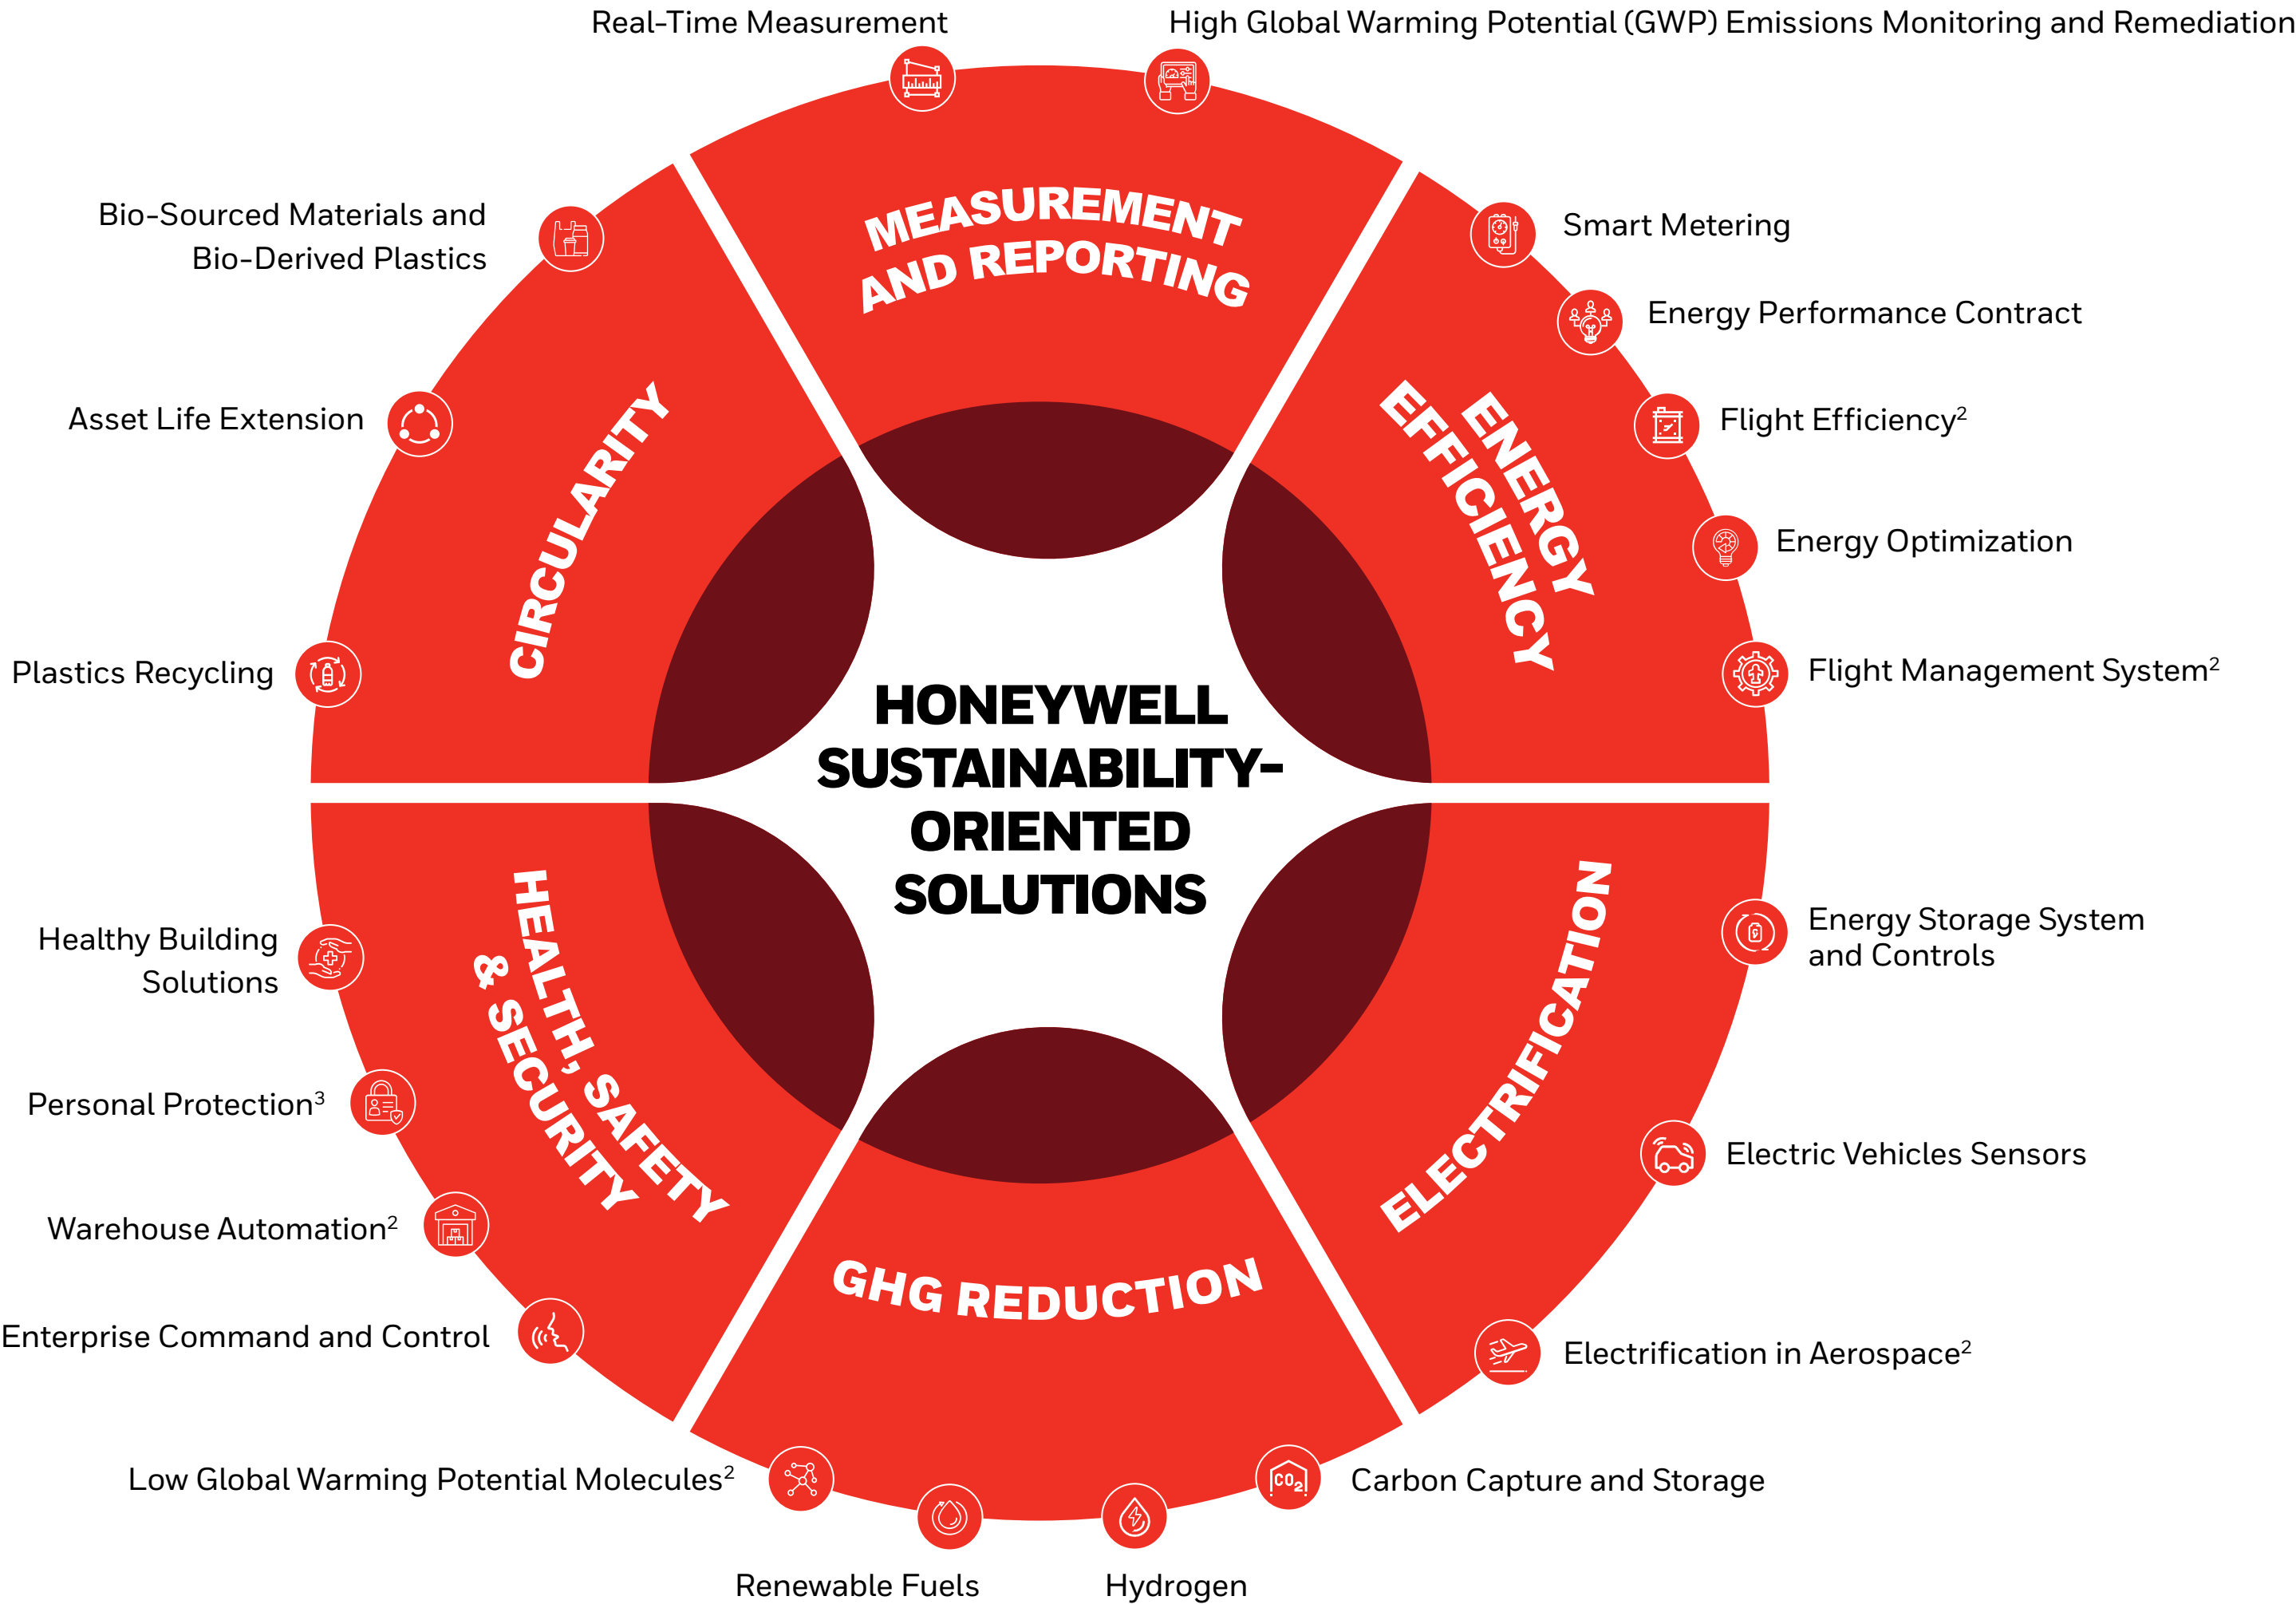 Real-Time Measurement
High Global Warming Potential (GWP) Emissions Monitoring and Remediation
MEASUREMENT
AND REPORTING
Smart Metering
Energy Performance Contract
Flight Efficiency²
Energy Optimization
Flight Management System²
ENERGY
EFFICIENCY
Energy Storage System
and Controls
Electric Vehicles Sensors
Electrification in Aerospace²
ELECTRIFICATION
Carbon Capture and Storage
CO₂
Hydrogen
Renewable Fuels
Low Global Warming Potential Molecules²
GHG REDUCTION
Enterprise Command and Control
Warehouse Automation²
Personal Protection³
Healthy Building
Solutions
HEALTH, SAFETY
& SECURITY
Plastics Recycling
Asset Life Extension
Bio-Sourced Materials and
Bio-Derived Plastics
CIRCULARITY
HONEYWELL
SUSTAINABILITY-
ORIENTED
SOLUTIONS